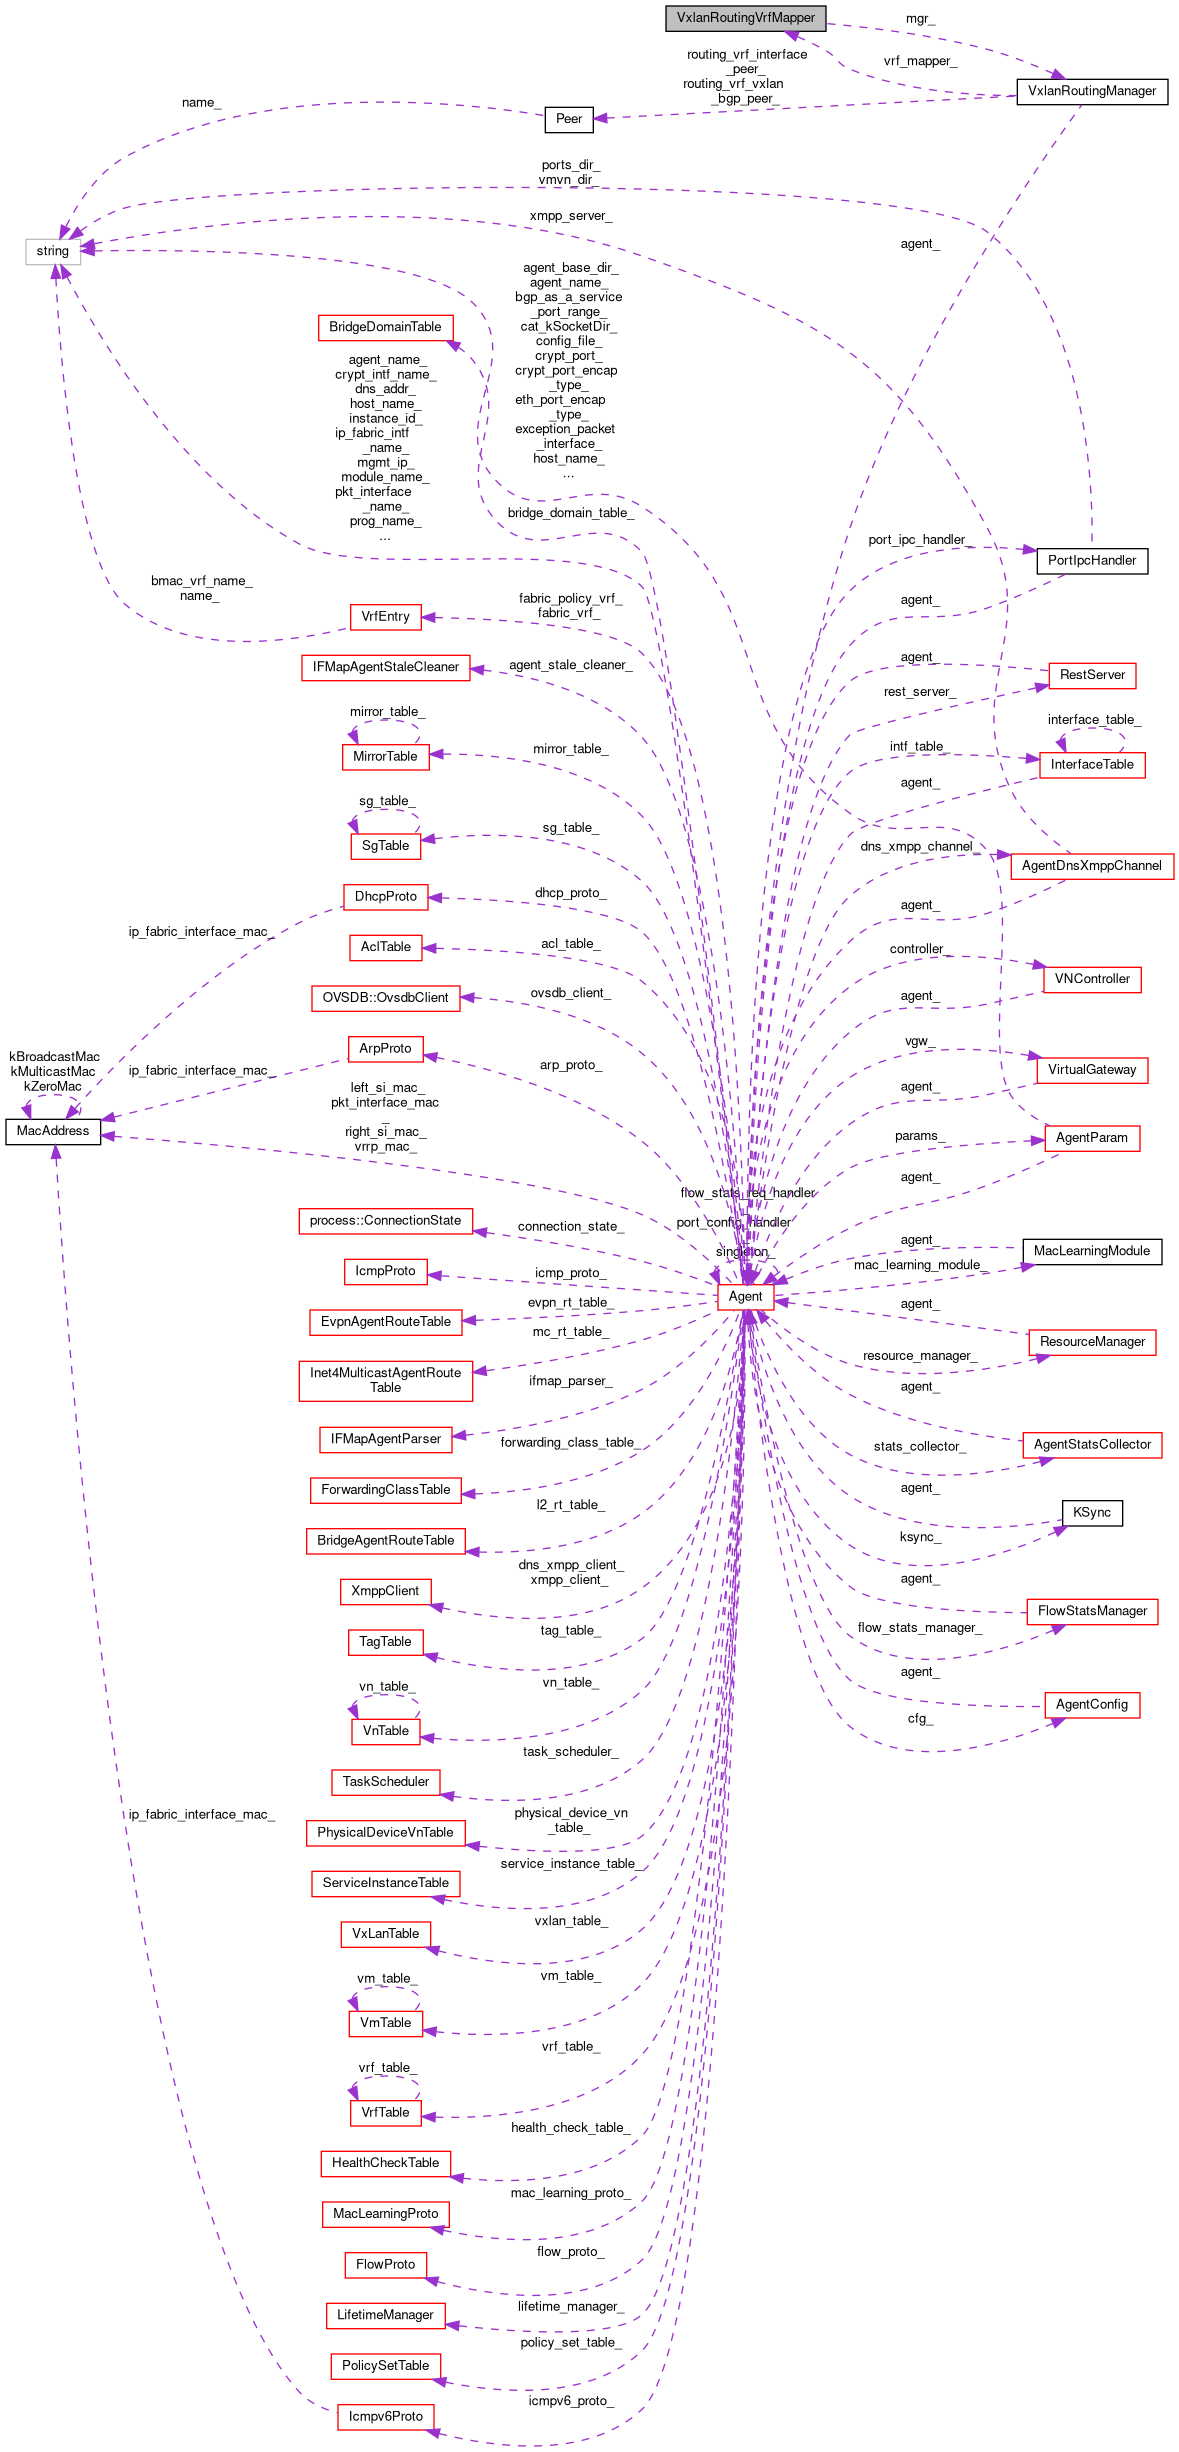 VxlanRoutingVrfMapper
mgr_
vrf_mapper_
routing_vrf_interface
_peer_
routing_vrf_vxlan
_bgp_peer_
VxlanRoutingManager
name_
Peer
ports_dir_
vmvn_dir_
xmpp_server_
string
agent_
agent_base_dir_
agent_name_
bgp_as_a_service
_port_range_
cat_kSocketDir_
config_file_
crypt_port_
crypt_port_encap
_type_
eth_port_encap
_type_
exception_packet
_interface_
host_name_
...
BridgeDomainTable
agent_name_
crypt_intf_name_
dns_addr_
host_name_
instance_id_
ip_fabric_intf
_name_
mgmt_ip_
module_name_
pkt_interface
_name_
prog_name_
...
bridge_domain_table_
port_ipc_handler_
PortIpcHandler
bmac_vrf_name_
name_
VrfEntry
fabric_policy_vrf_
fabric_vrf_
agent_
IFMapAgentStaleCleaner
agent_stale_cleaner_
agent_
RestServer
rest_server_
mirror_table_
MirrorTable
mirror_table_
intf_table_
interface_table_
InterfaceTable
agent_
sg_table_
SgTable
sg_table_
dns_xmpp_channel_
AgentDnsXmppChannel
DhcpProto
dhcp_proto_
agent_
ip_fabric_interface_mac_
AclTable
acl_table_
controller_
VNController
OVSDB::OvsdbClient
ovsdb_client_
agent_
ArpProto
arp_proto_
vgw_
VirtualGateway
kBroadcastMac
kMulticastMac
kZeroMac
ip_fabric_interface_mac_
agent_
MacAddress
left_si_mac_
pkt_interface_mac
_
right_si_mac_
vrrp_mac_
params_
AgentParam
agent_
flow_stats_req_handler
_
port_config_handler
_
singleton_
process::ConnectionState
connection_state_
agent_
MacLearningModule
mac_learning_module_
IcmpProto
icmp_proto_
Agent
EvpnAgentRouteTable
evpn_rt_table_
agent_
mc_rt_table_
ResourceManager
resource_manager_
Inet4MulticastAgentRoute
Table
ifmap_parser_
agent_
IFMapAgentParser
forwarding_class_table_
stats_collector_
AgentStatsCollector
ForwardingClassTable
agent_
l2_rt_table_
KSync
BridgeAgentRouteTable
ksync_
dns_xmpp_client_
xmpp_client_
XmppClient
agent_
FlowStatsManager
TagTable
tag_table_
flow_stats_manager_
vn_table_
vn_table_
agent_
VnTable
AgentConfig
cfg_
task_scheduler_
TaskScheduler
ip_fabric_interface_mac_
physical_device_vn
_table_
PhysicalDeviceVnTable
service_instance_table_
ServiceInstanceTable
vxlan_table_
VxLanTable
vm_table_
vm_table_
VmTable
vrf_table_
vrf_table_
VrfTable
health_check_table_
HealthCheckTable
mac_learning_proto_
MacLearningProto
flow_proto_
FlowProto
lifetime_manager_
LifetimeManager
policy_set_table_
PolicySetTable
icmpv6_proto_
Icmpv6Proto